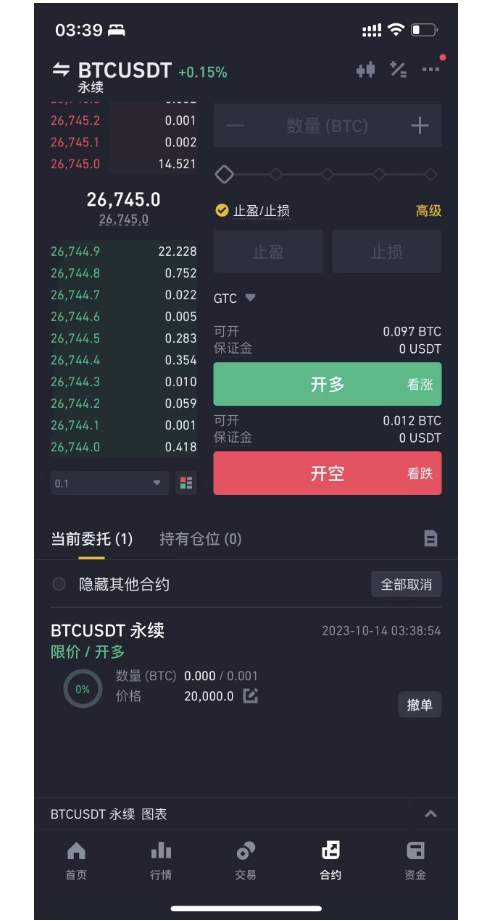 03:39
BTCUSDT +0.15%
永续
26,745.2 0.001
26,745.1 0.002
26,745.0 14.521
26,745.0
26,745.0
26,744.9 22.228
26,744.8 0.752
26,744.7 0.022
26,744.6 0.005
26,744.5 0.283
26,744.4 0.354
26,744.3 0.010
26,744.2 0.059
26,744.1 0.001
26,744.0 0.418
0.1
— 数量 (BTC) +
止盈/止损 高级
止盈 止损
GTC
可开 0.097 BTC
保证金 0 USDT
开多 看涨
可开 0.012 BTC
保证金 0 USDT
开空 看跌
当前委托 (1) 持有仓位 (0)
隐藏其他合约 全部取消
BTCUSDT 永续 2023-10-14 03:38:54
限价 / 开多
0%
数量 (BTC) 0.000 / 0.001
价格 20,000.0
撤单
BTCUSDT 永续 图表
首页 行情 交易 合约 资金